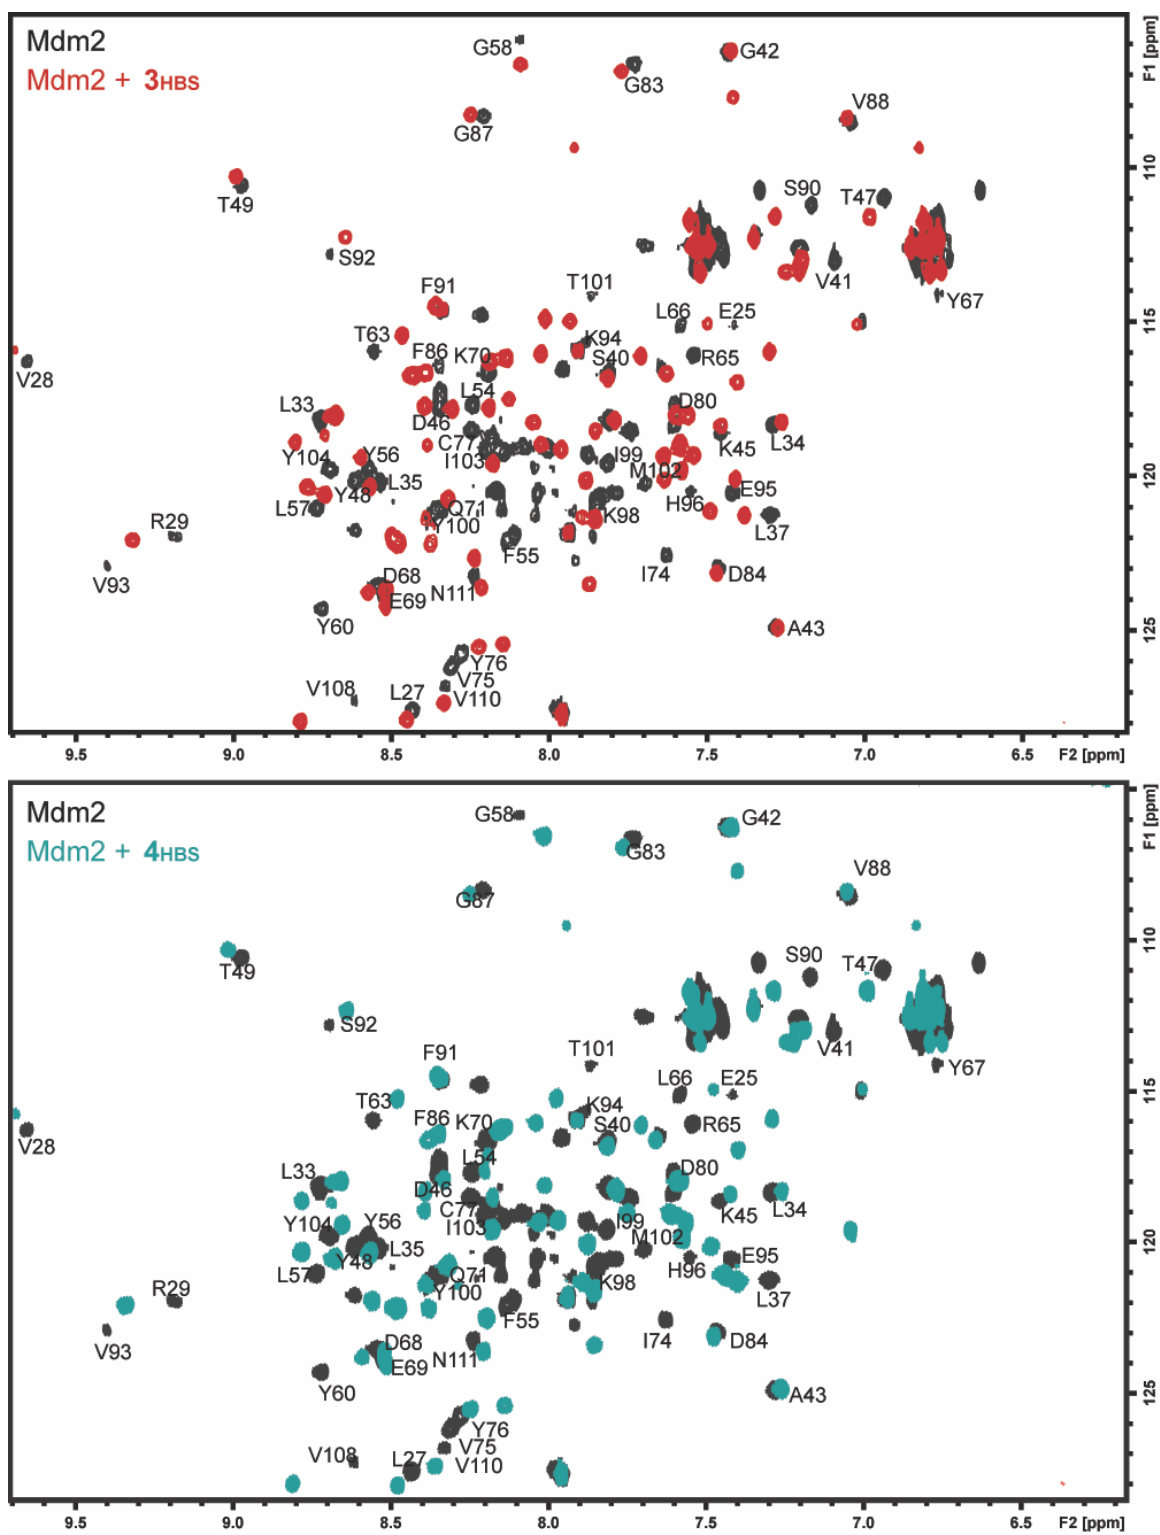 Mdm2
Mdm2 + 3HBS
G58
G42
G83
V88
G87
T49
S90
T47
S92
V41
F91
T101
Y67
L66
E25
T63
K94
F86
K70
S40
R65
V28
L54
D80
L33
D46
C77
I99
K45
L34
Y104
Y56
I103
M102
L35
Y48
H96
E95
L57
Q71
K98
L37
R29
Y100
F55
V93
D68
I74
D84
E69
N111
Y60
A43
Y76
V75
V108
L27
V110
F1 [ppm]
110
115
120
125
9.5 9.0 8.5 8.0 7.5 7.0 6.5 F2 [ppm]
Mdm2
Mdm2 + 4HBS
G58
G42
G83
V88
G87
T49
S90
T47
S92
V41
F91
T101
Y67
L66
E25
T63
K94
F86
K70
S40
R65
V28
L54
D80
L33
D46
C77
I99
K45
L34
Y104
Y56
I103
M102
L35
Y48
H96
E95
L57
Q71
K98
R29
Y100
L37
F55
V93
D68
I74
D84
E69
N111
Y60
A43
Y76
V75
V108
L27
V110
F1 [ppm]
110
115
120
125
9.5 9.0 8.5 8.0 7.5 7.0 6.5 F2 [ppm]